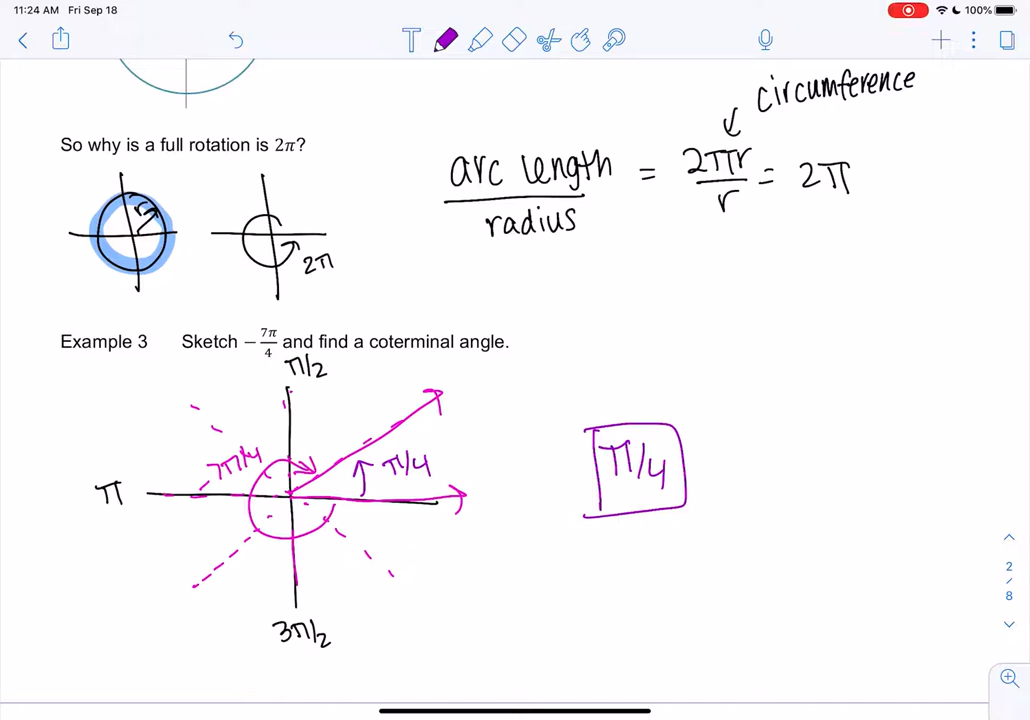 11:24 AM Fri Sep 18
100%
circumference
So why is a full rotation is 2π?
arc length / radius = 2πr / r = 2π
r
2π
Example 3 Sketch −7π/4 and find a coterminal angle.
π/2
7π/4
π/4
π/4
π
3π/2
2
/
8
T